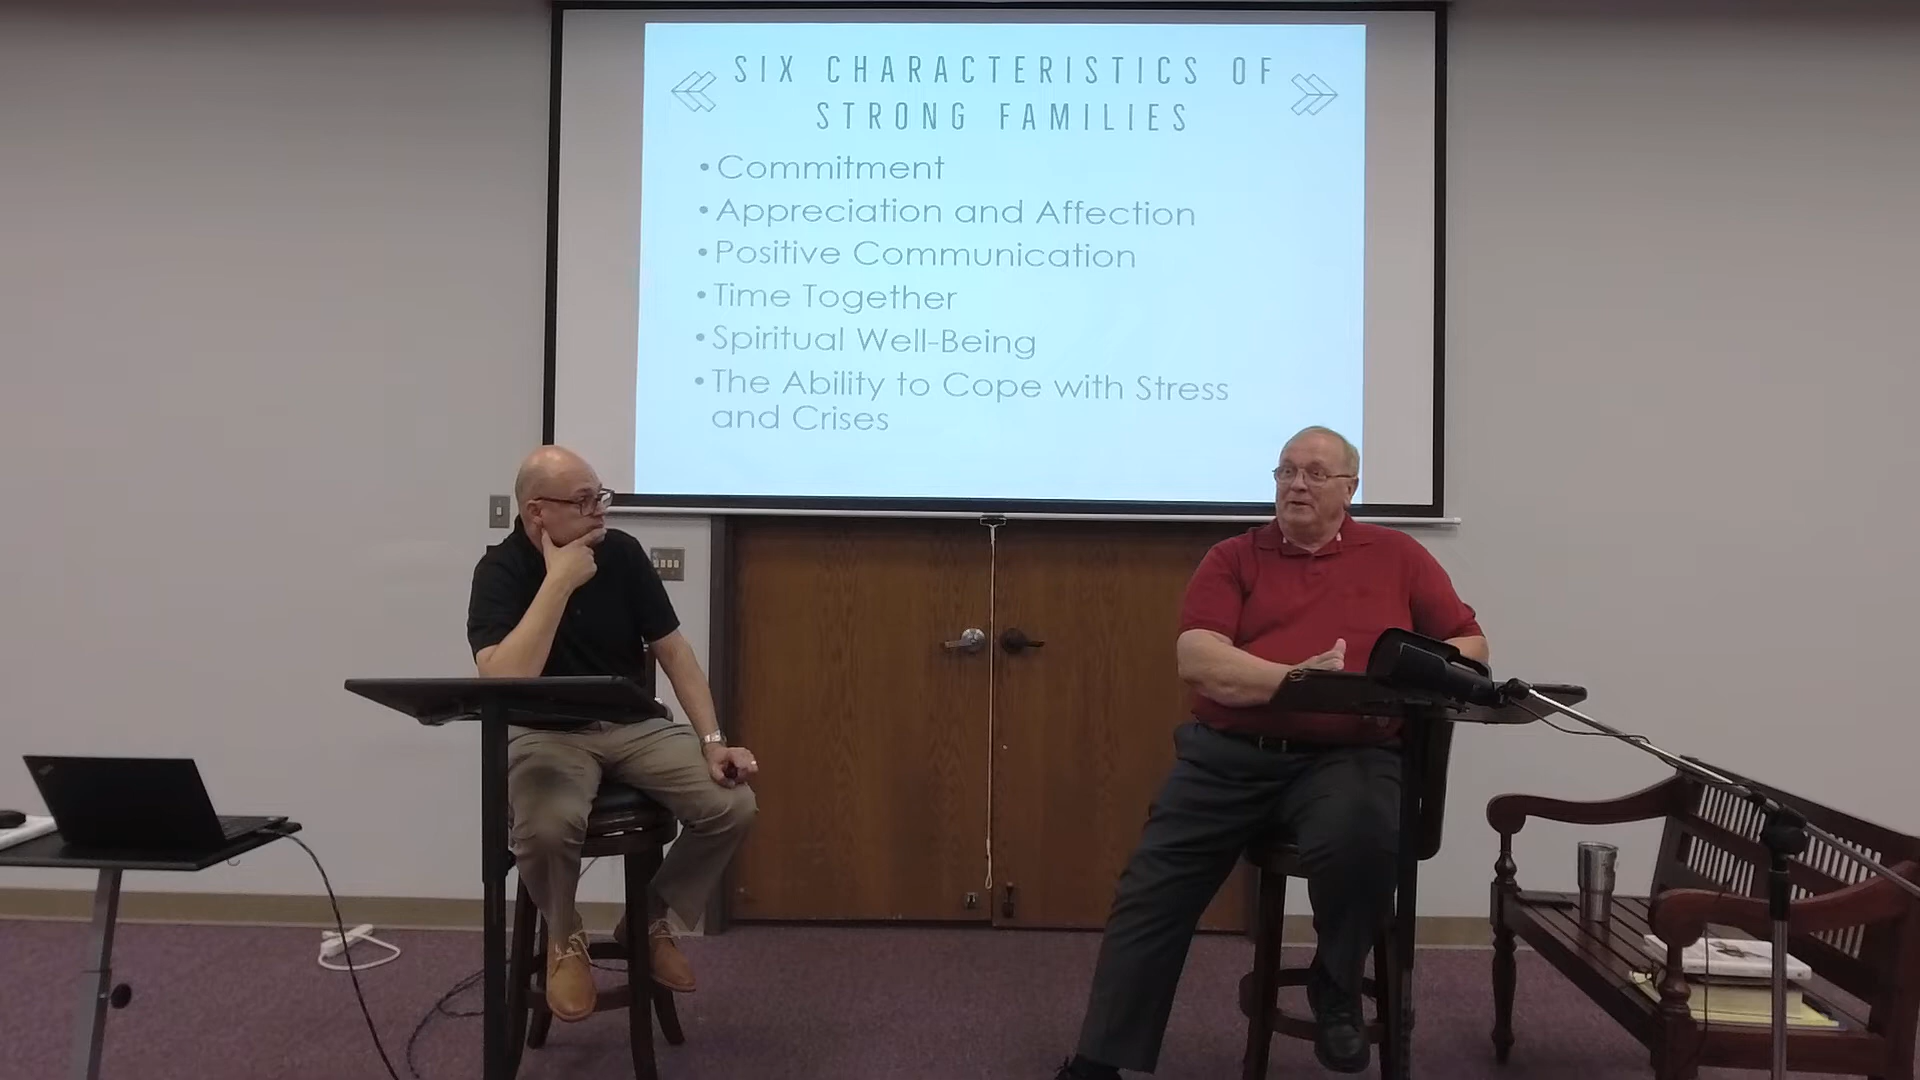 SIX CHARACTERISTICS OF
STRONG FAMILIES
• Commitment
• Appreciation and Affection
• Positive Communication
• Time Together
• Spiritual Well-Being
• The Ability to Cope with Stress
and Crises